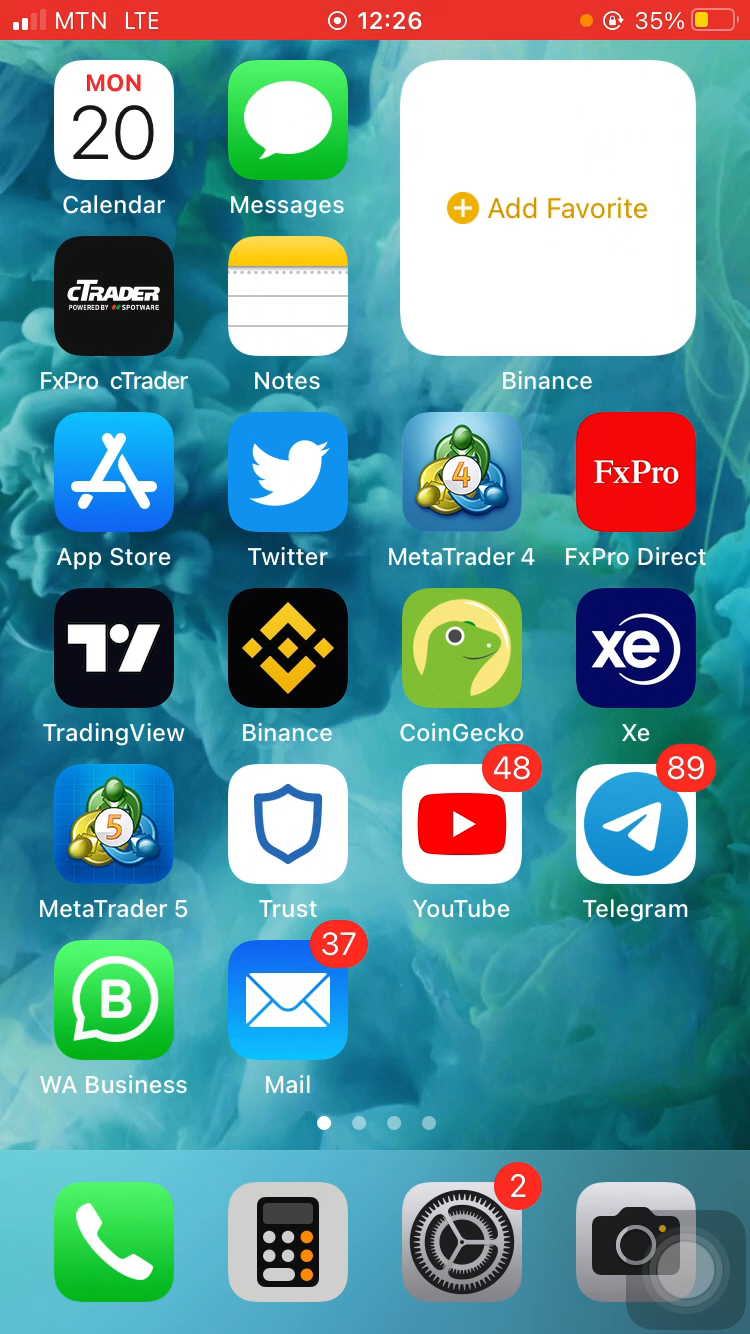 MTN LTE 12:26 35%
MON
20
Calendar
Messages
Add Favorite
cTRADER
POWERED BY SPOTWARE
FxPro cTrader
Notes
Binance
4
FxPro
App Store
Twitter
MetaTrader 4
FxPro Direct
xe
TradingView
Binance
CoinGecko
Xe
48
89
5
MetaTrader 5
Trust
YouTube
Telegram
37
B
WA Business
Mail
2